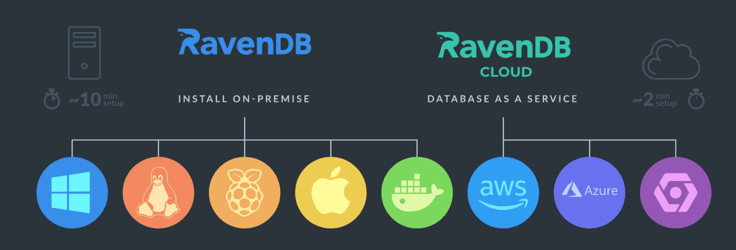 RavenDB
INSTALL ON-PREMISE
~10 min setup
RavenDB
CLOUD
DATABASE AS A SERVICE
~2 min setup
aws
Azure